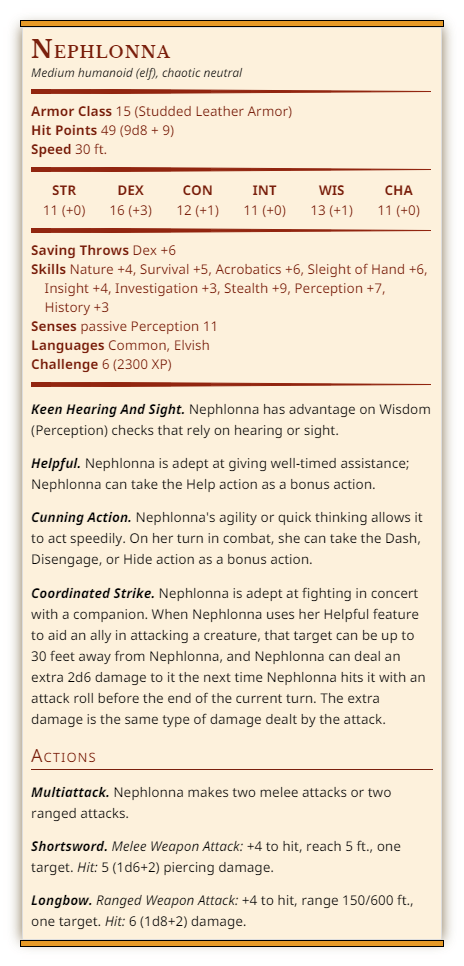 Nephlonna
Medium humanoid (elf), chaotic neutral
Armor Class 15 (Studded Leather Armor)
Hit Points 49 (9d8 + 9)
Speed 30 ft.
STR DEX CON INT WIS CHA
11 (+0) 16 (+3) 12 (+1) 11 (+0) 13 (+1) 11 (+0)
Saving Throws Dex +6
Skills Nature +4, Survival +5, Acrobatics +6, Sleight of Hand +6,
Insight +4, Investigation +3, Stealth +9, Perception +7,
History +3
Senses passive Perception 11
Languages Common, Elvish
Challenge 6 (2300 XP)
Keen Hearing And Sight. Nephlonna has advantage on Wisdom
(Perception) checks that rely on hearing or sight.
Helpful. Nephlonna is adept at giving well-timed assistance;
Nephlonna can take the Help action as a bonus action.
Cunning Action. Nephlonna's agility or quick thinking allows it
to act speedily. On her turn in combat, she can take the Dash,
Disengage, or Hide action as a bonus action.
Coordinated Strike. Nephlonna is adept at fighting in concert
with a companion. When Nephlonna uses her Helpful feature
to aid an ally in attacking a creature, that target can be up to
30 feet away from Nephlonna, and Nephlonna can deal an
extra 2d6 damage to it the next time Nephlonna hits it with an
attack roll before the end of the current turn. The extra
damage is the same type of damage dealt by the attack.
Actions
Multiattack. Nephlonna makes two melee attacks or two
ranged attacks.
Shortsword. Melee Weapon Attack: +4 to hit, reach 5 ft., one
target. Hit: 5 (1d6+2) piercing damage.
Longbow. Ranged Weapon Attack: +4 to hit, range 150/600 ft.,
one target. Hit: 6 (1d8+2) damage.